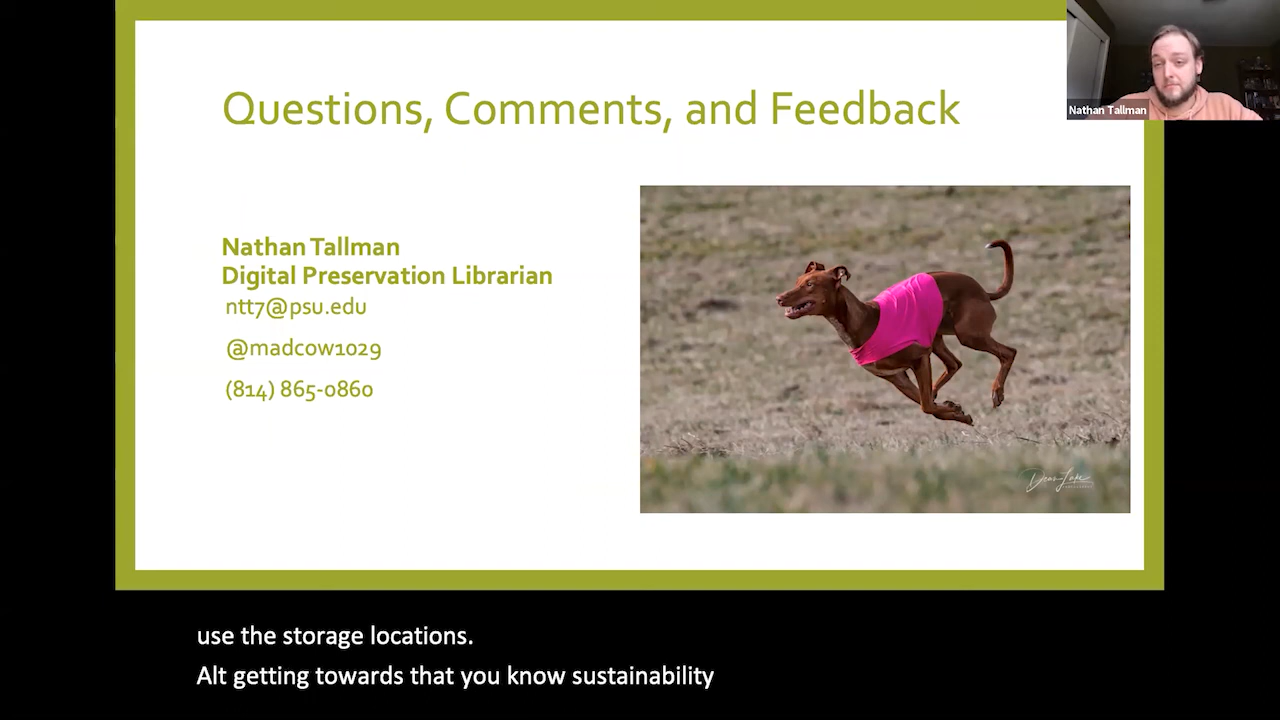 Questions, Comments, and Feedback
Nathan Tallman
Nathan Tallman
Digital Preservation Librarian
ntt7@psu.edu
@madcow1029
(814) 865-0860
use the storage locations.
Alt getting towards that you know sustainability